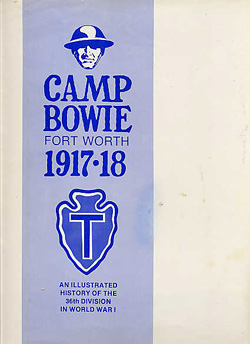 CAMP
BOWIE
FORT WORTH
1917•18
T
AN ILLUSTRATED
HISTORY OF THE
36th DIVISION
IN WORLD WAR I